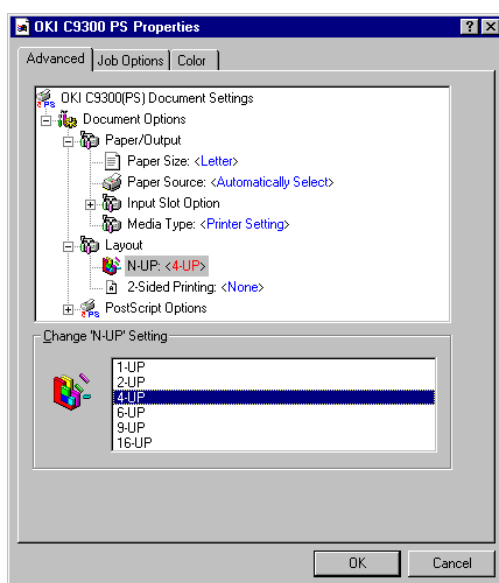 OKI C9300 PS Properties
Advanced
Job Options
Color
OKI C9300(PS) Document Settings
Document Options
Paper/Output
Paper Size: <Letter>
Paper Source: <Automatically Select>
Input Slot Option
Media Type: <Printer Setting>
Layout
N-UP: <4-UP>
2-Sided Printing: <None>
PostScript Options
Change 'N-UP' Setting
1-UP
2-UP
4-UP
6-UP
9-UP
16-UP
OK
Cancel